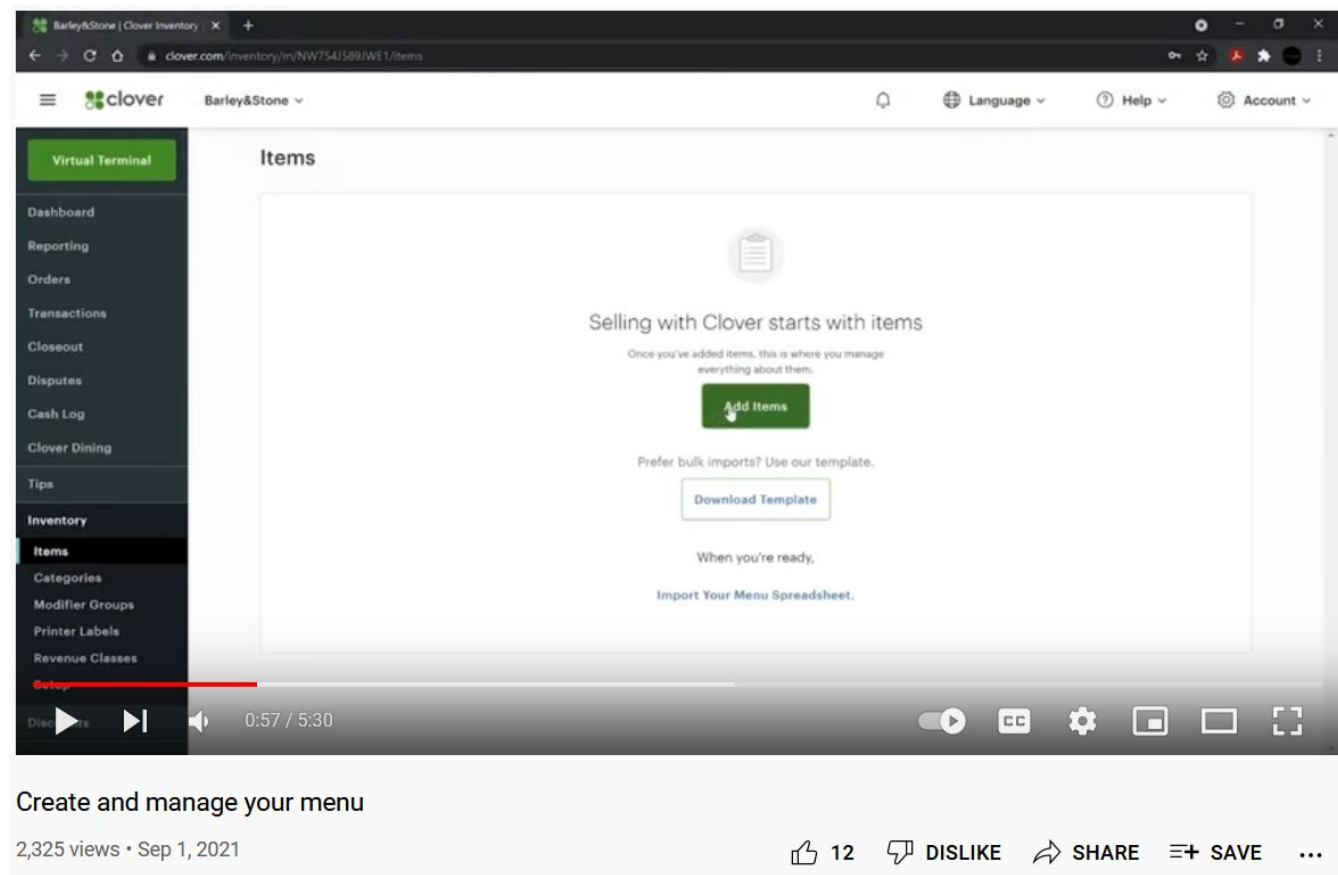 Barley&Stone | Clover Inventory
clover.com/inventory/m/NW754J589JWE1/items
clover
Barley&Stone
Language
Help
Account
Virtual Terminal
Dashboard
Reporting
Orders
Transactions
Closeout
Disputes
Cash Log
Clover Dining
Tips
Inventory
Items
Categories
Modifier Groups
Printer Labels
Revenue Classes
Setup
Items
Selling with Clover starts with items
Once you've added items, this is where you manage
everything about them.
Add Items
Prefer bulk imports? Use our template.
Download Template
When you're ready,
Import Your Menu Spreadsheet.
0:57 / 5:30
CC
Create and manage your menu
2,325 views • Sep 1, 2021
12
DISLIKE
SHARE
SAVE